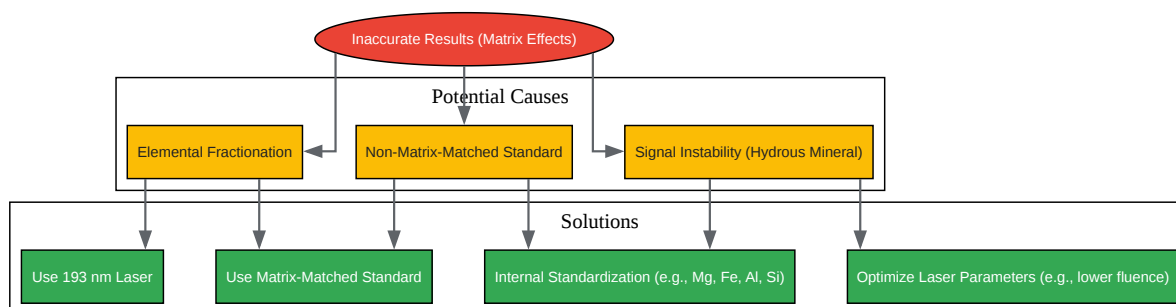 Inaccurate Results (Matrix Effects)
Potential Causes
Elemental Fractionation
Non-Matrix-Matched Standard
Signal Instability (Hydrous Mineral)
Solutions
Use 193 nm Laser
Use Matrix-Matched Standard
Internal Standardization (e.g., Mg, Fe, Al, Si)
Optimize Laser Parameters (e.g., lower fluence)